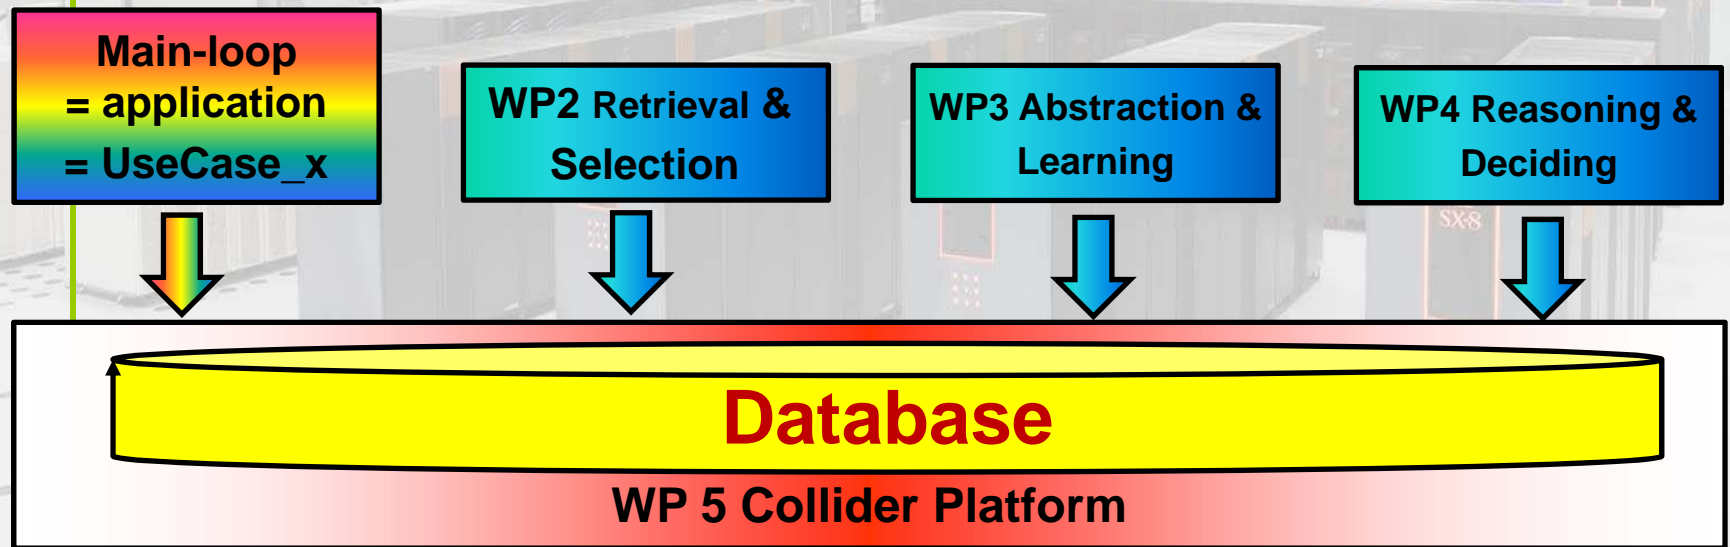 Main-loop
= application
= UseCase_x
WP2 Retrieval &
Selection
WP3 Abstraction &
Learning
WP4 Reasoning &
Deciding
SX-8
Database
WP 5 Collider Platform